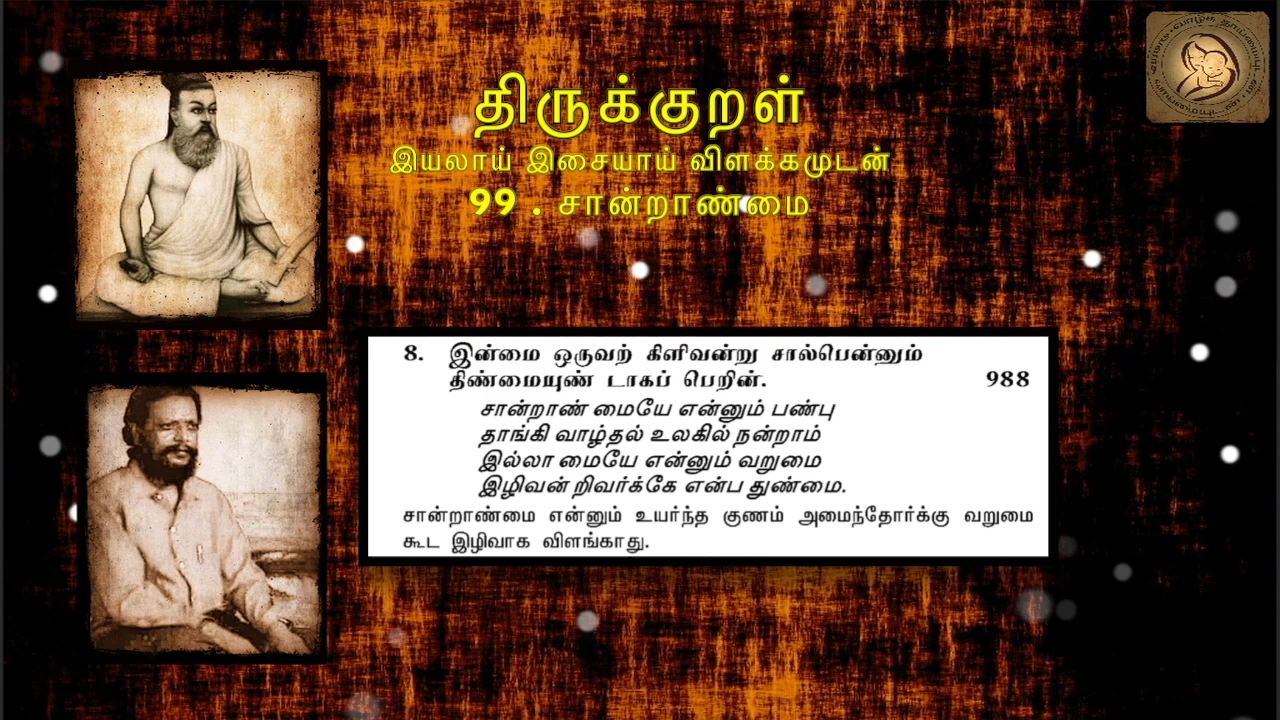 திருக்குறள்
இயலாய் இசையாய் விளக்கமுடன்
99 . சான்றாண்மை
8. இன்மை ஒருவற் கிளிவன்று சால்பென்னும்
திண்மையுண் டாகப் பெறின். 988
சான்றாண் மையே என்னும் பண்பு
தாங்கி வாழ்தல் உலகில் நன்றாம்
இல்லா மையே என்னும் வறுமை
இழிவன் றிவர்க்கே என்ப துண்மை.
சான்றாண்மை என்னும் உயர்ந்த குணம் அமைந்தோர்க்கு வறுமை
கூட இழிவாக விளங்காது.